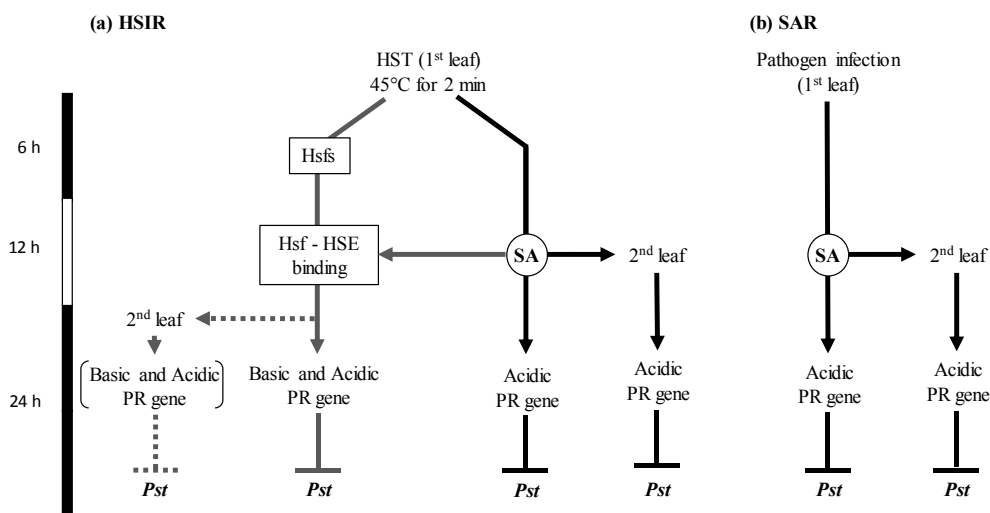 (a) HSIR
(b) SAR
HST (1st leaf)
45°C for 2 min
Pathogen infection
(1st leaf)
6 h
Hsfs
12 h
Hsf - HSE
binding
SA
2nd leaf
SA
2nd leaf
2nd leaf
Basic and Acidic
PR gene
Basic and Acidic
PR gene
Acidic
PR gene
Acidic
PR gene
Acidic
PR gene
Acidic
PR gene
24 h
Pst
Pst
Pst
Pst
Pst
Pst